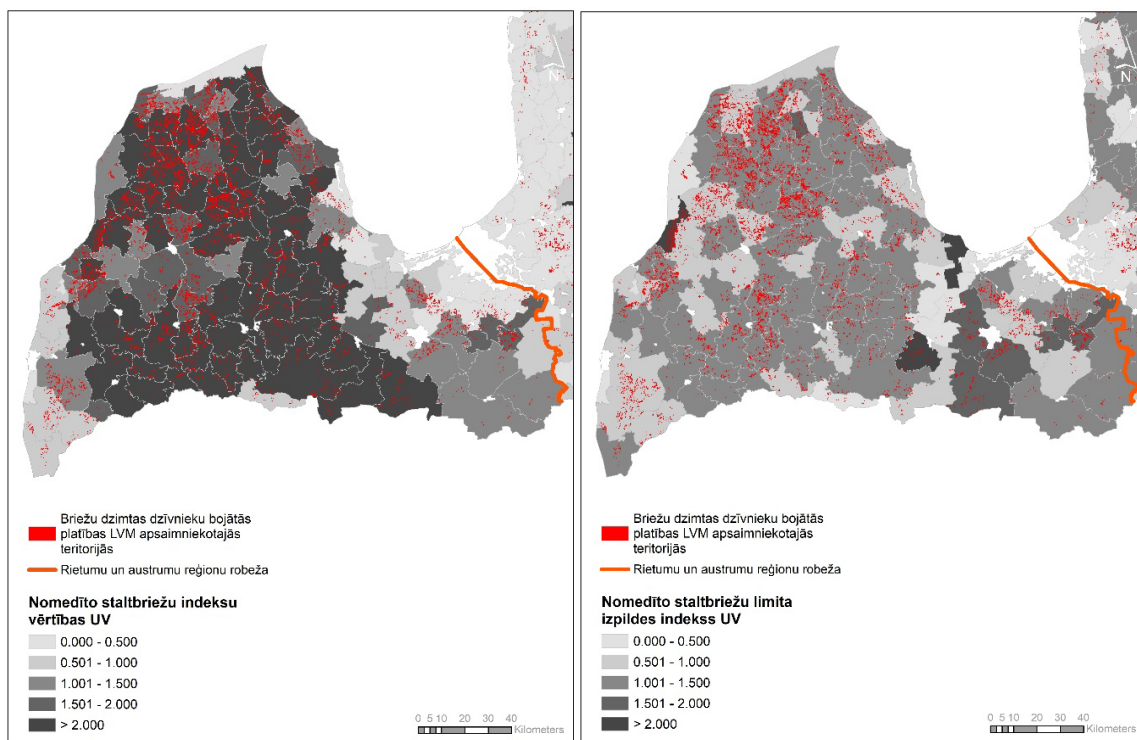 N
Briežu dzimtas dzīvnieku bojātās
platības LVM apsaimniekotajās
teritorijās
Rietumu un austrumu reģionu robeža
Nomedīto staltbriežu indeksu
vērtības UV
0.000 - 0.500
0.501 - 1.000
1.001 - 1.500
1.501 - 2.000
> 2.000
0 5 10 20 30 40
Kilometers
N
Briežu dzimtas dzīvnieku bojātās
platības LVM apsaimniekotajās
teritorijās
Rietumu un austrumu reģionu robeža
Nomedīto staltbriežu limita
izpildes indekss UV
0.000 - 0.500
0.501 - 1.000
1.001 - 1.500
1.501 - 2.000
> 2.000
0 5 10 20 30 40
Kilometers